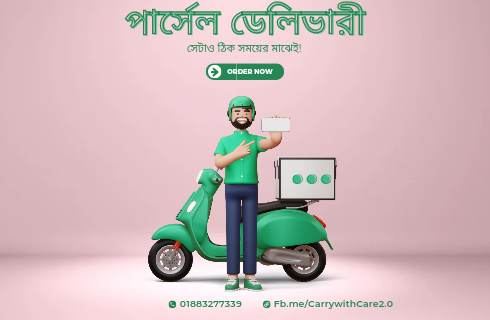 পার্সেল ডেলিভারী
সেটাও ঠিক সময়ের মাঝেই!
ORDER NOW
01883277339 Fb.me/CarrywithCare2.0